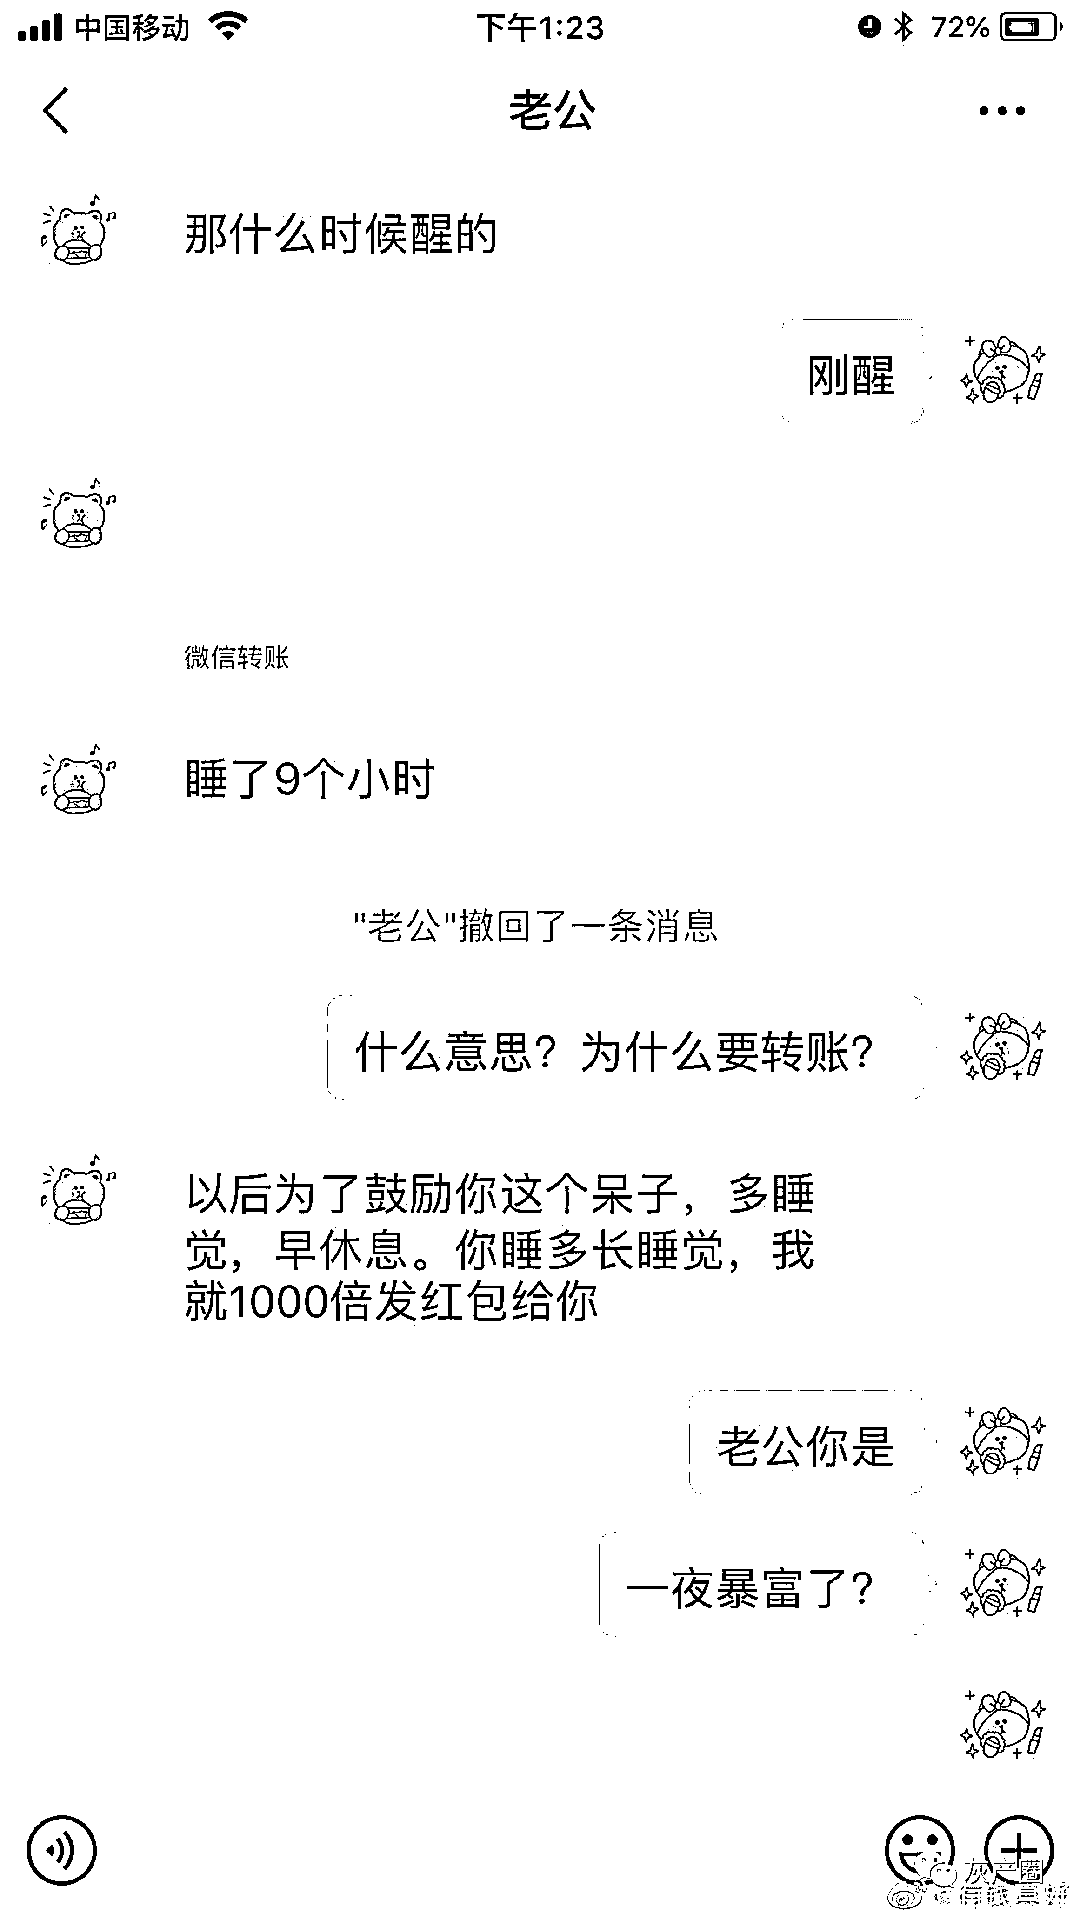 中国移动 下午1:23 72%
老公
那什么时候醒的
刚醒
微信转账
睡了9个小时
"老公"撤回了一条消息
什么意思？为什么要转账？
以后为了鼓励你这个呆子，多睡
觉，早休息。你睡多长睡觉，我
就1000倍发红包给你
老公你是
一夜暴富了？
灰产圈